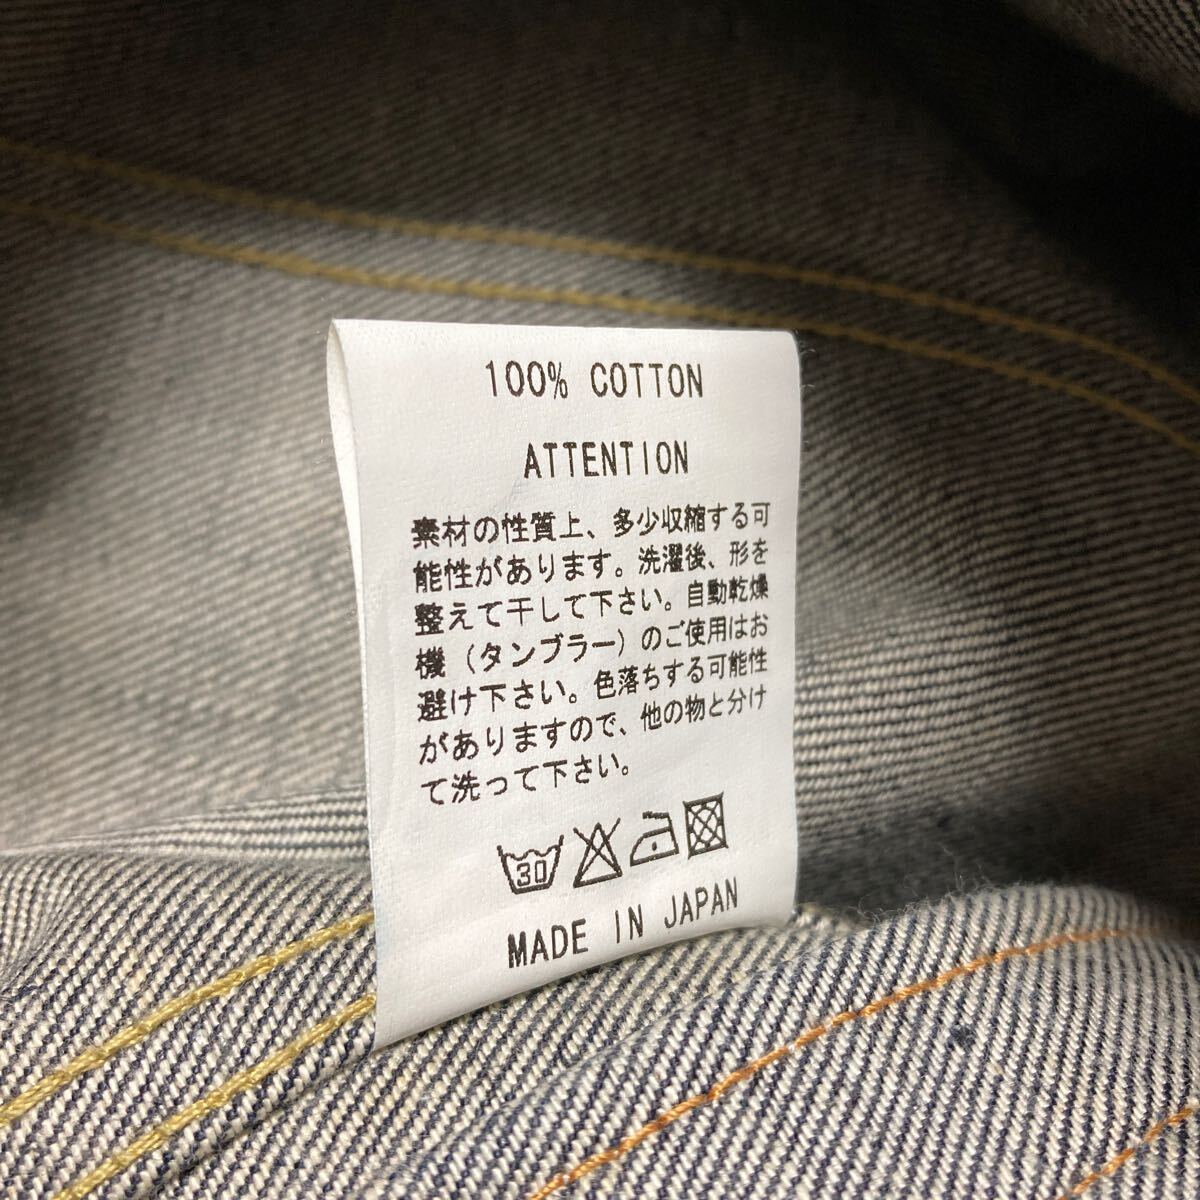 100% COTTON
ATTENTION
素材の性質上、多少収縮する可
能性があります。洗濯後、形を
整えて干して下さい。自動乾燥
機（タンブラー）のご使用はお
避け下さい。色落ちする可能性
がありますので、他の物と分け
て洗って下さい。
30
MADE IN JAPAN